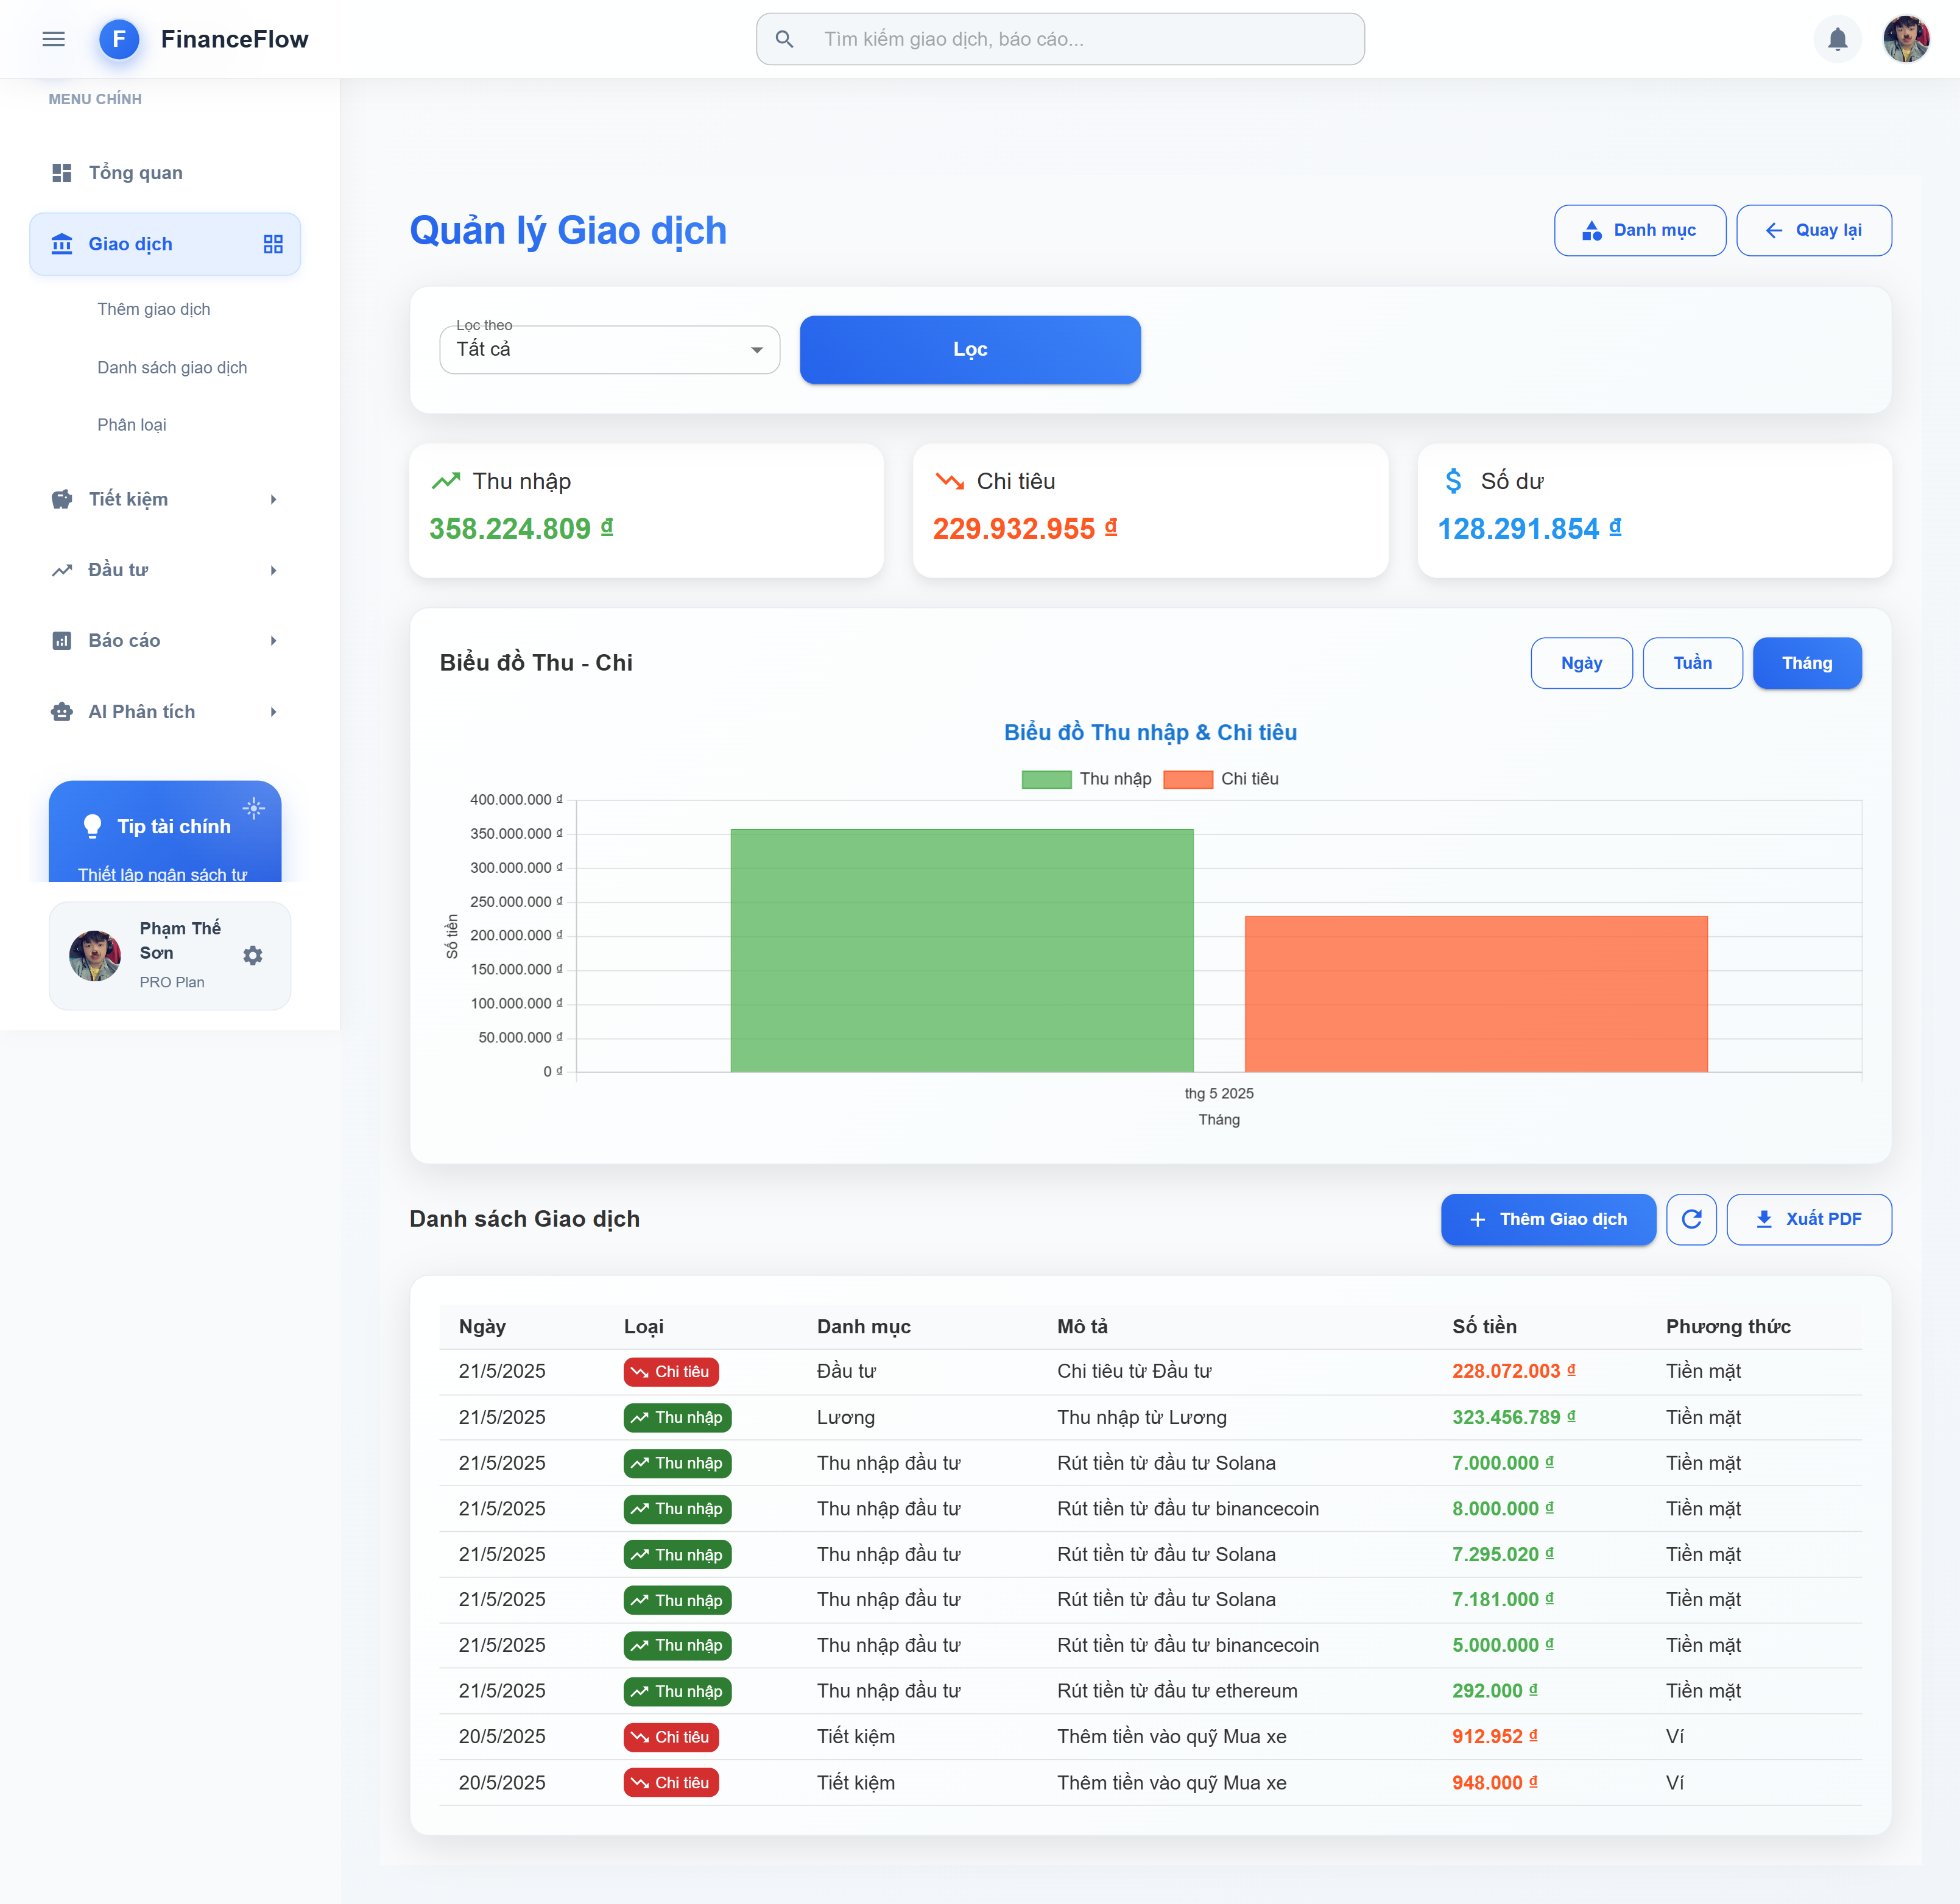 F FinanceFlow
Tìm kiếm giao dịch, báo cáo...
MENU CHÍNH
Tổng quan
Giao dịch
Thêm giao dịch
Danh sách giao dịch
Phân loại
Tiết kiệm
Đầu tư
Báo cáo
AI Phân tích
Tip tài chính
Thiết lập ngân sách tự
Phạm Thế
Sơn
PRO Plan
Quản lý Giao dịch
Danh mục
Quay lại
Lọc theo
Tất cả
Lọc
Thu nhập
358.224.809 ₫
Chi tiêu
229.932.955 ₫
Số dư
128.291.854 ₫
Biểu đồ Thu - Chi
Ngày
Tuần
Tháng
Biểu đồ Thu nhập & Chi tiêu
Thu nhập
Chi tiêu
400.000.000 ₫
350.000.000 ₫
300.000.000 ₫
250.000.000 ₫
200.000.000 ₫
150.000.000 ₫
100.000.000 ₫
50.000.000 ₫
0 ₫
Số tiền
thg 5 2025
Tháng
Danh sách Giao dịch
Thêm Giao dịch
Xuất PDF
Ngày Loại Danh mục Mô tả Số tiền Phương thức
21/5/2025 Chi tiêu Đầu tư Chi tiêu từ Đầu tư 228.072.003 ₫ Tiền mặt
21/5/2025 Thu nhập Lương Thu nhập từ Lương 323.456.789 ₫ Tiền mặt
21/5/2025 Thu nhập Thu nhập đầu tư Rút tiền từ đầu tư Solana 7.000.000 ₫ Tiền mặt
21/5/2025 Thu nhập Thu nhập đầu tư Rút tiền từ đầu tư binancecoin 8.000.000 ₫ Tiền mặt
21/5/2025 Thu nhập Thu nhập đầu tư Rút tiền từ đầu tư Solana 7.295.020 ₫ Tiền mặt
21/5/2025 Thu nhập Thu nhập đầu tư Rút tiền từ đầu tư Solana 7.181.000 ₫ Tiền mặt
21/5/2025 Thu nhập Thu nhập đầu tư Rút tiền từ đầu tư binancecoin 5.000.000 ₫ Tiền mặt
21/5/2025 Thu nhập Thu nhập đầu tư Rút tiền từ đầu tư ethereum 292.000 ₫ Tiền mặt
20/5/2025 Chi tiêu Tiết kiệm Thêm tiền vào quỹ Mua xe 912.952 ₫ Ví
20/5/2025 Chi tiêu Tiết kiệm Thêm tiền vào quỹ Mua xe 948.000 ₫ Ví